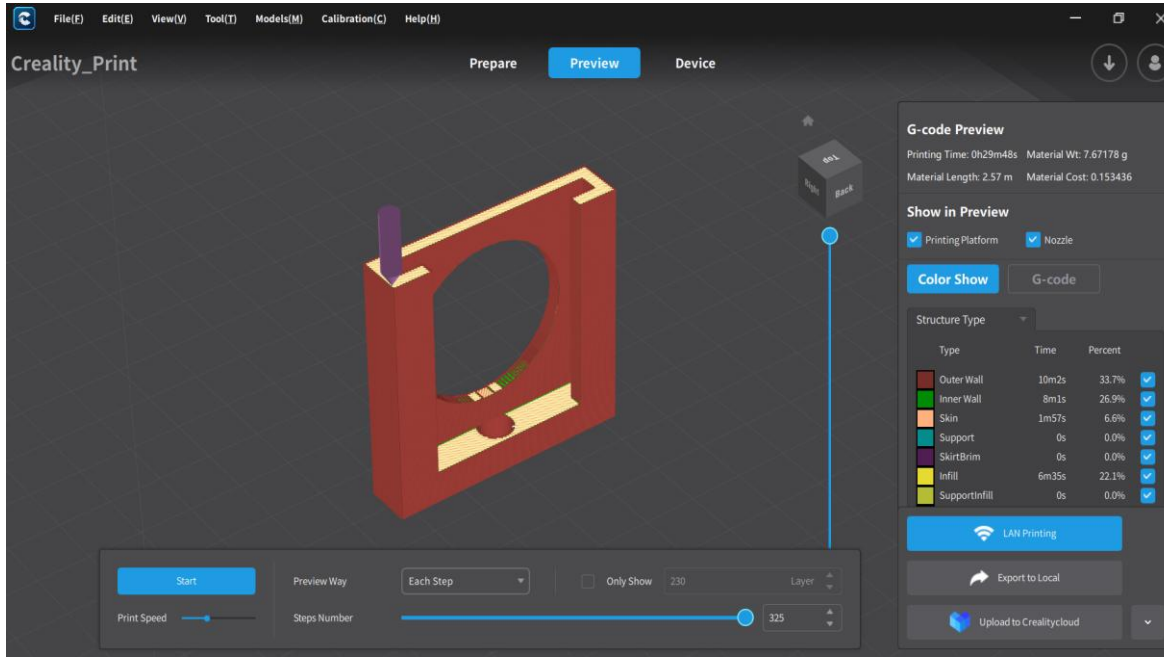 File(F) Edit(E) View(V) Tool(T) Models(M) Calibration(C) Help(H)
Creality_Print
Prepare Preview Device
Top
Right Back
G-code Preview
Printing Time: 0h29m48s Material Wt: 7.67178 g
Material Length: 2.57 m Material Cost: 0.153436
Show in Preview
Printing Platform Nozzle
Color Show G-code
Structure Type
Type Time Percent
Outer Wall 10m2s 33.7%
Inner Wall 8m1s 26.9%
Skin 1m57s 6.6%
Support 0s 0.0%
SkirtBrim 0s 0.0%
Infill 6m35s 22.1%
SupportInfill 0s 0.0%
LAN Printing
Export to Local
Upload to Crealitycloud
Start Preview Way Each Step Only Show 230 Layer
Print Speed Steps Number 325